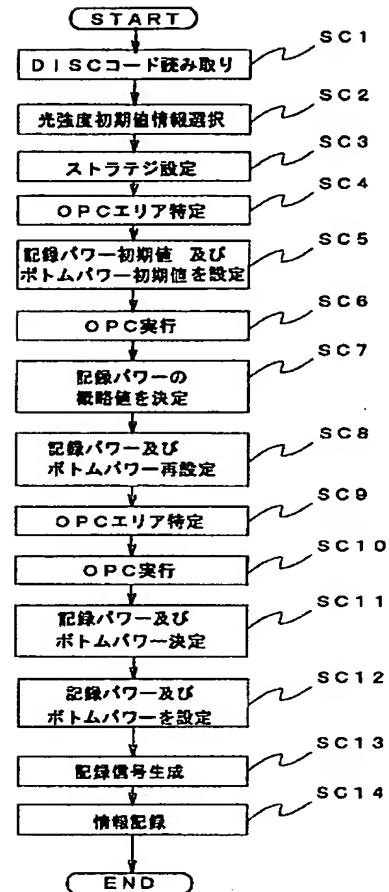 START
SC1
DISCコード読み取り
SC2
光強度初期値情報選択
SC3
ストラテジ設定
SC4
OPCエリア特定
SC5
記録パワー初期値 及び
ボトムパワー初期値を設定
SC6
OPC実行
SC7
記録パワーの
概略値を決定
SC8
記録パワー及び
ボトムパワー再設定
SC9
OPCエリア特定
SC10
OPC実行
SC11
記録パワー及び
ボトムパワー決定
SC12
記録パワー及び
ボトムパワーを設定
SC13
記録信号生成
SC14
情報記録
END